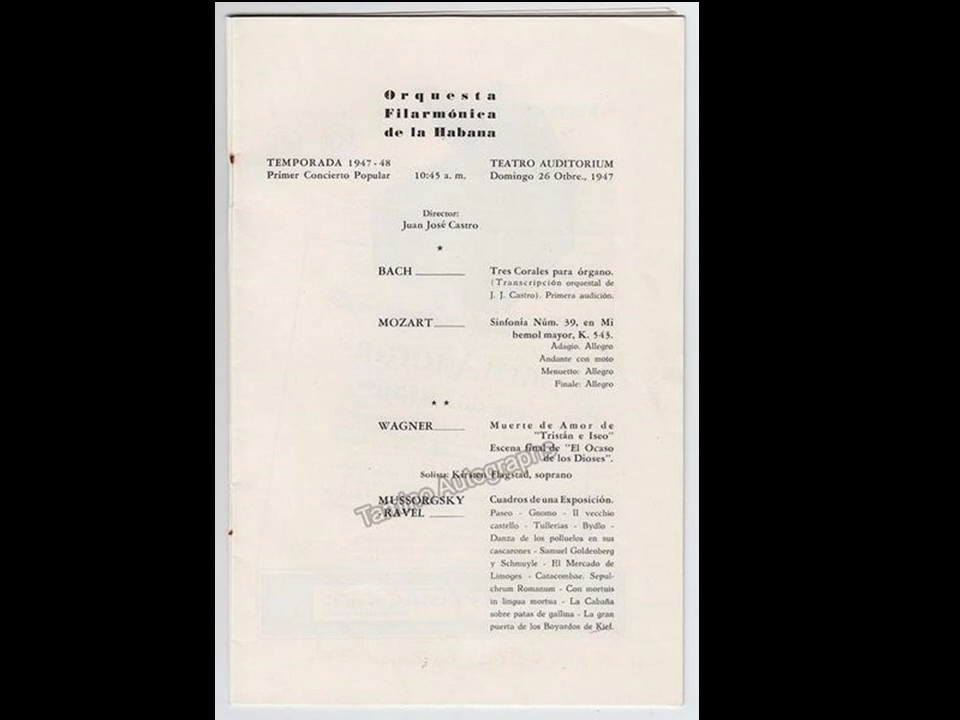 Orquesta
Filarmónica
de la Habana
TEMPORADA 1947-48
Primer Concierto Popular 10:45 a. m.
TEATRO AUDITORIUM
Domingo 26 Otbre., 1947
Director:
Juan José Castro
*
BACH Tres Corales para órgano.
(Transcripción orquestal de
J. J. Castro). Primera audición.
MOZART Sinfonía Núm. 39, en Mi
bemol mayor, K. 543.
Adagio. Allegro
Andante con moto
Menuetto: Allegro
Finale: Allegro
* *
WAGNER Muerte de Amor de
"Tristán e Iseo"
Escena final de "El Ocaso
de los Dioses".
Solista: Kirsten Flagstad, soprano
Tamino Autographs
MUSSORGSKY Cuadros de una Exposición.
RAVEL Paseo - Gnomo - Il vecchio
castello - Tullerias - Bydlo -
Danza de los polluelos en sus
cascarones - Samuel Goldenberg
y Schmuyle - El Mercado de
Limoges - Catacombae. Sepul-
chrum Romanum - Con mortuis
in lingua mortua - La Cabaña
sobre patas de gallina - La gran
puerta de los Boyardos de Kief.